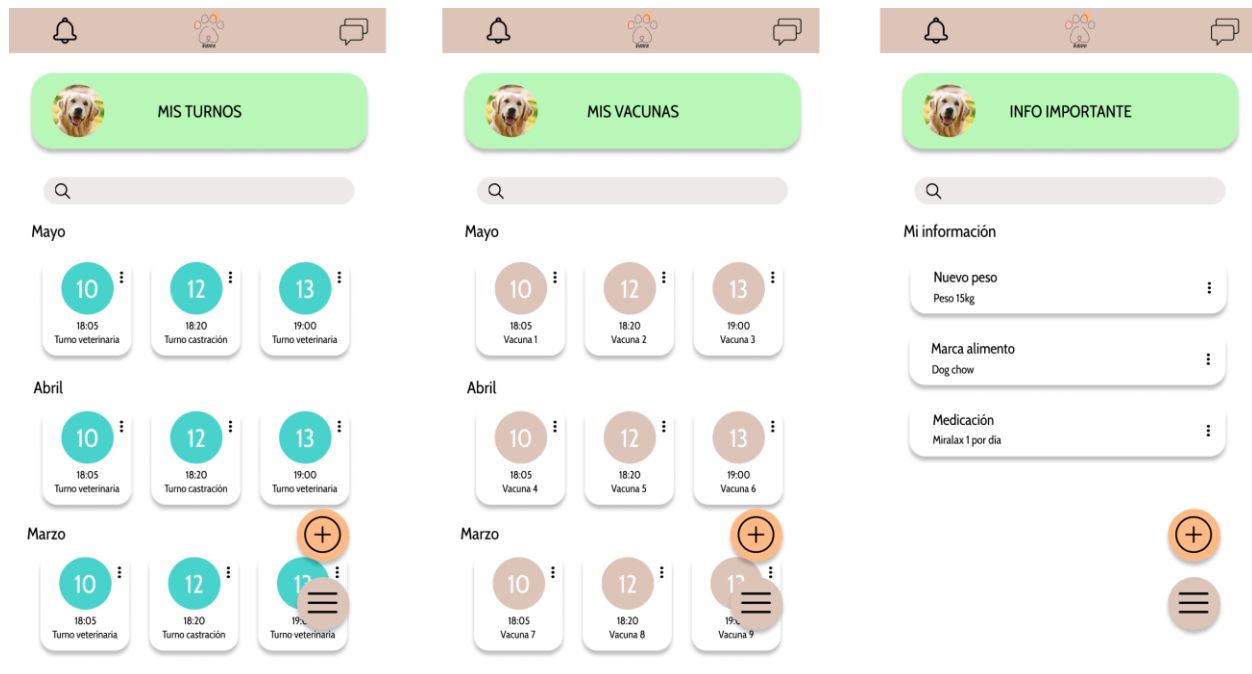 MIS TURNOS
Mayo
10
12
13
18:05
18:20
19:00
Turno veterinaria
Turno castración
Turno veterinaria
Abril
10
12
13
18:05
18:20
19:00
Turno veterinaria
Turno castración
Turno veterinaria
Marzo
10
12
18:05
18:20
Turno veterinaria
Turno castración
Turno veterinaria
MIS VACUNAS
Mayo
10
12
13
18:05
18:20
19:00
Vacuna 1
Vacuna 2
Vacuna 3
Abril
10
12
13
18:05
18:20
19:00
Vacuna 4
Vacuna 5
Vacuna 6
Marzo
10
12
18:05
18:20
Vacuna 7
Vacuna 8
Vacuna 9
INFO IMPORTANTE
Mi información
Nuevo peso
Peso 15kg
Marca alimento
Dog chow
Medicación
Miralax 1 por día